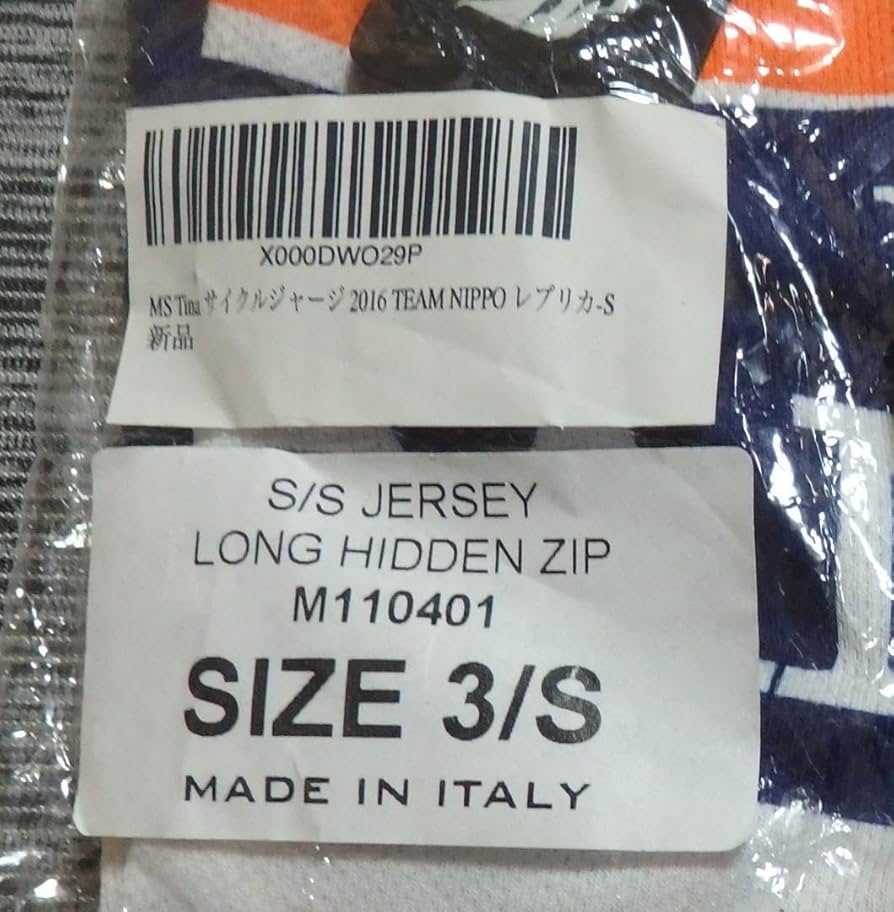 X000DWO29P
MS Tina サイクルジャージ 2016 TEAM NIPPO レプリカ-S
新品
S/S JERSEY
LONG HIDDEN ZIP
M110401
SIZE 3/S
MADE IN ITALY